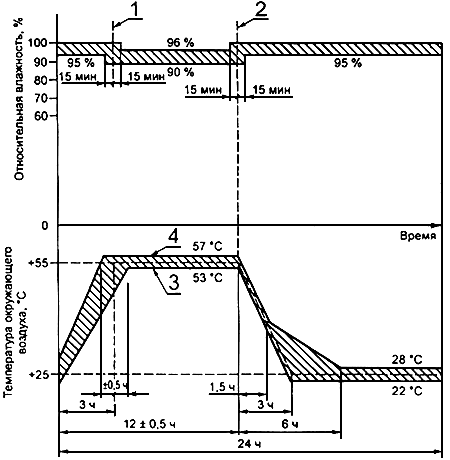 1
2
Относительная влажность, %
100
90
80
70
60
0
95 %
96 %
90 %
95 %
15 мин
15 мин
15 мин
15 мин
Время
Температура окружающего
воздуха, °C
+55
+25
4
3
57 °C
53 °C
28 °C
22 °C
±0,5 ч
1,5 ч
3 ч
3 ч
6 ч
12 ± 0,5 ч
24 ч